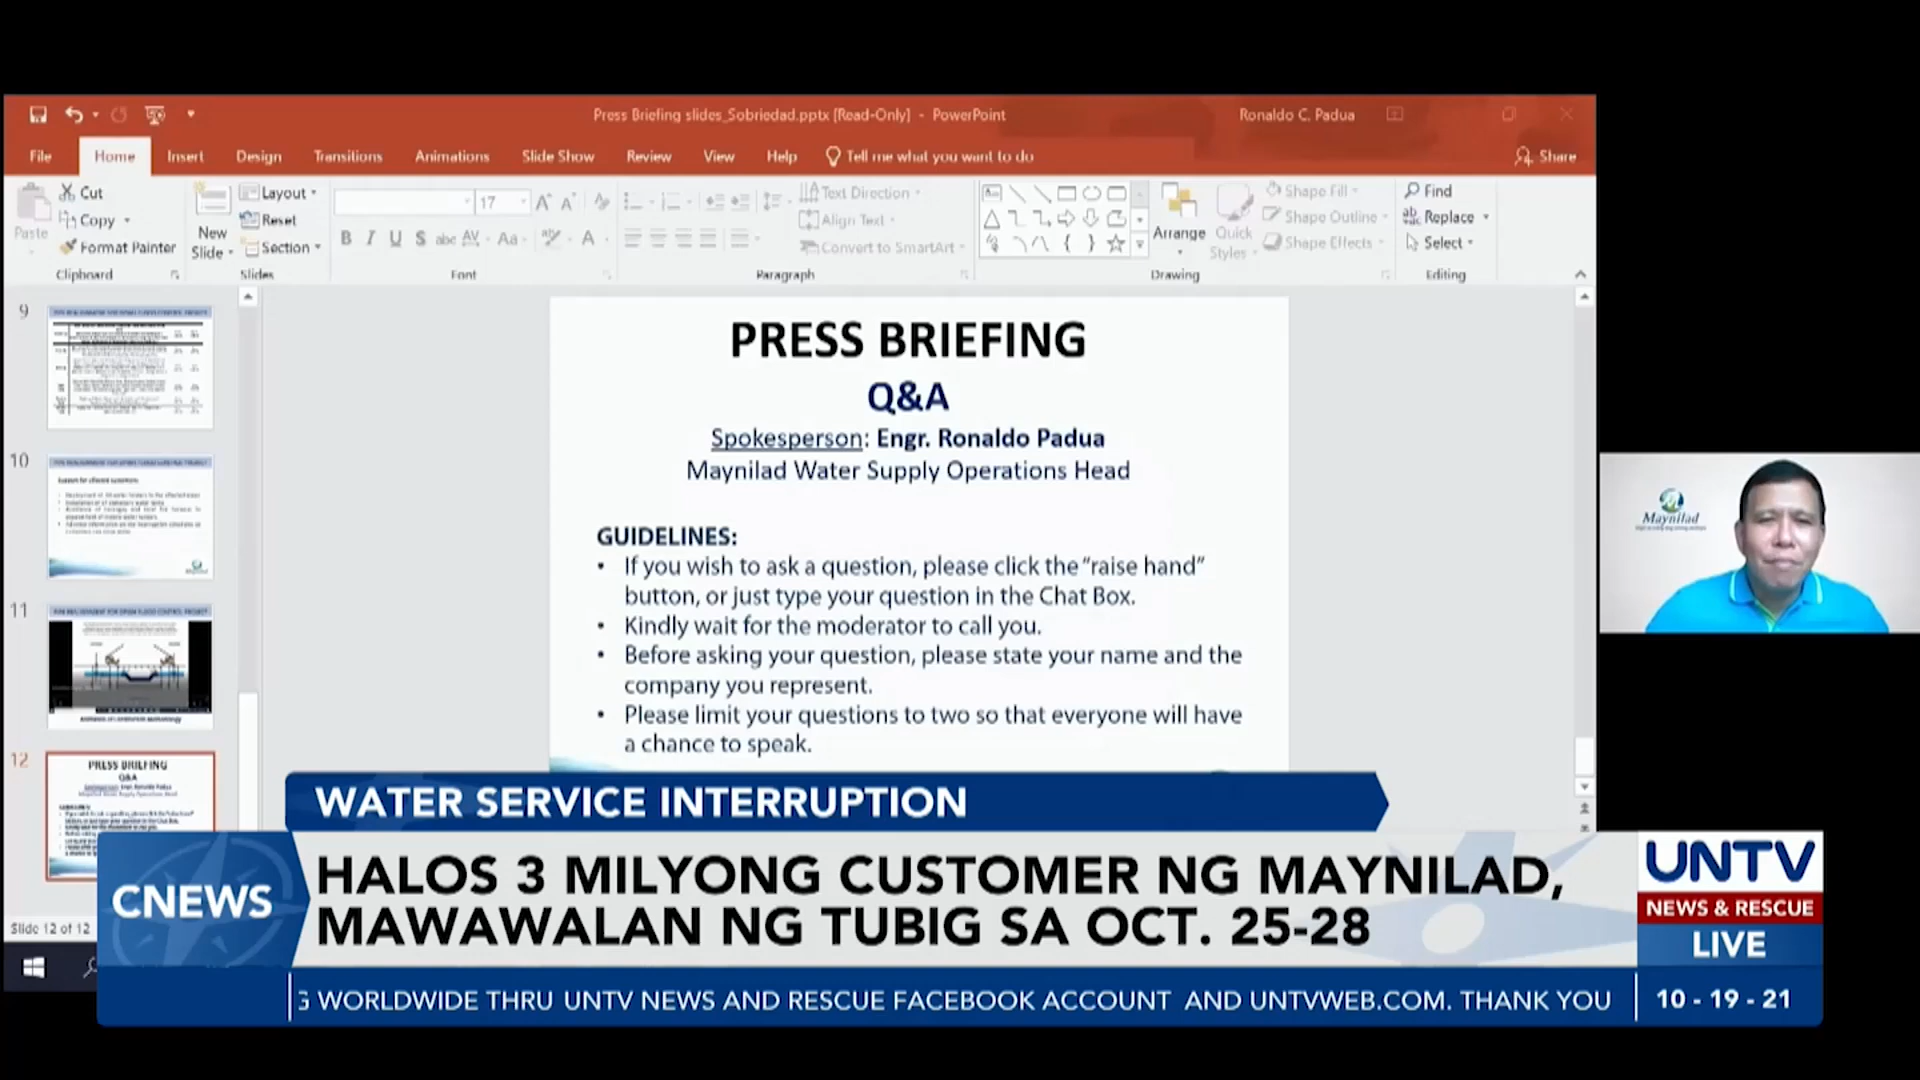 Press Briefing slides_Sobriedad.pptx [Read-Only] - PowerPoint
Ronaldo C. Padua
File Home Insert Design Transitions Animations Slide Show Review View Help Tell me what you want to do Share
Paste
Cut
Copy
Format Painter
Clipboard
New Slide
Layout
Reset
Section
Slides
17
B I U S abc AV Aa A
Font
Text Direction
Align Text
Convert to SmartArt
Paragraph
Arrange
Quick Styles
Shape Fill
Shape Outline
Shape Effects
Drawing
Find
Replace
Select
Editing
9
10
11
12
PRESS BRIEFING
Q&A
PRESS BRIEFING
Q&A
Spokesperson: Engr. Ronaldo Padua
Maynilad Water Supply Operations Head
GUIDELINES:
• If you wish to ask a question, please click the “raise hand”
button, or just type your question in the Chat Box.
• Kindly wait for the moderator to call you.
• Before asking your question, please state your name and the
company you represent.
• Please limit your questions to two so that everyone will have
a chance to speak.
Maynilad
Slide 12 of 12
WATER SERVICE INTERRUPTION
CNEWS
HALOS 3 MILYONG CUSTOMER NG MAYNILAD,
MAWAWALAN NG TUBIG SA OCT. 25-28
UNTV
NEWS & RESCUE
LIVE
WORLDWIDE THRU UNTV NEWS AND RESCUE FACEBOOK ACCOUNT AND UNTVWEB.COM. THANK YOU
10 - 19 - 21